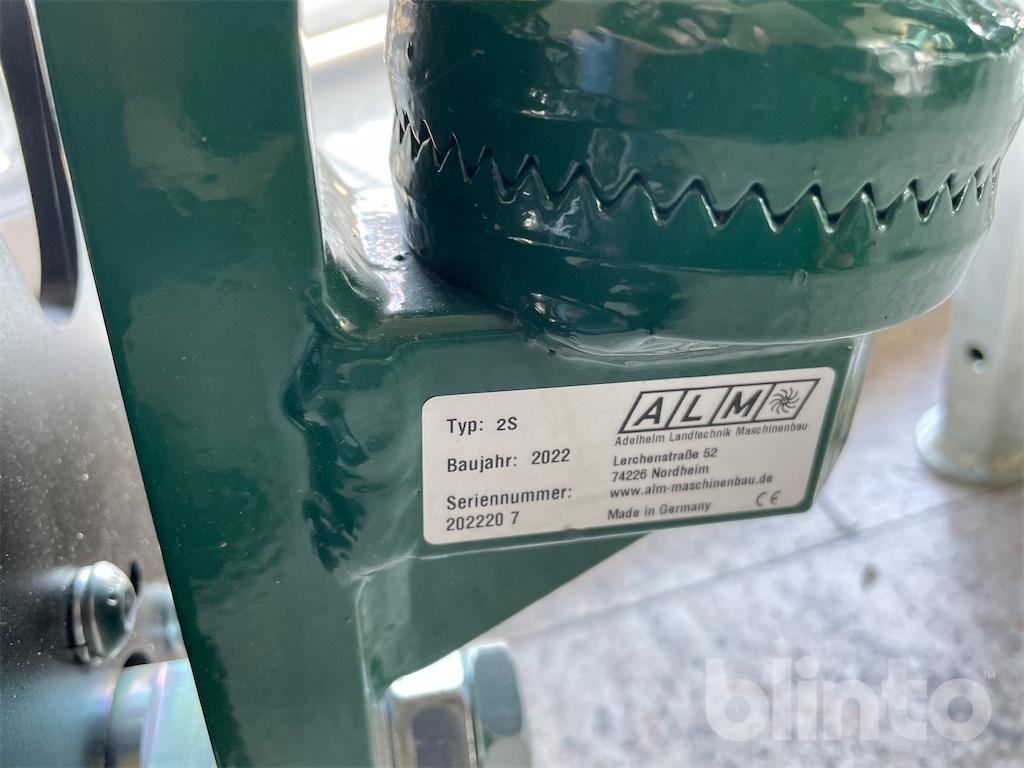 Typ: 2S
Baujahr: 2022
Seriennummer:
202220 7
ALM
Adelhelm Landtechnik Maschinenbau
Lerchenstraße 52
74226 Nordheim
www.alm-maschinenbau.de
Made in Germany
CE
blinto™